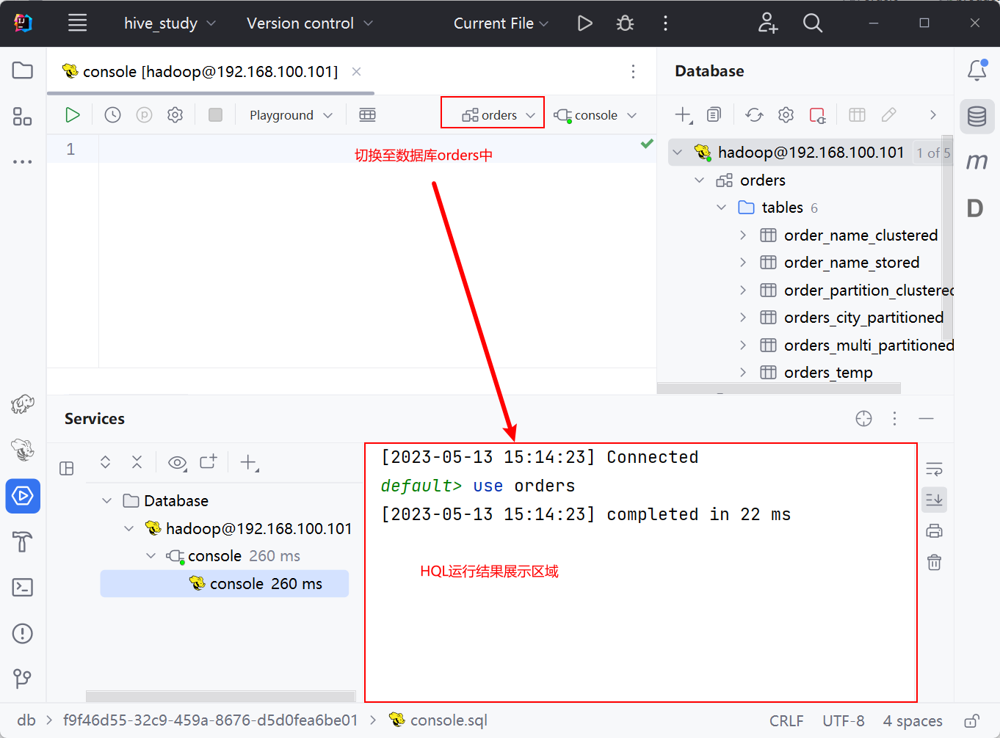 hive_study
Version control
Current File
console [hadoop@192.168.100.101]
Database
Playground
orders
console
1
切换至数据库orders中
hadoop@192.168.100.101
1 of 5
orders
tables 6
order_name_clustered
order_name_stored
order_partition_clustered
orders_city_partitioned
orders_multi_partitioned
orders_temp
m
D
Services
[2023-05-13 15:14:23] Connected
default> use orders
[2023-05-13 15:14:23] completed in 22 ms
HQL运行结果展示区域
Database
hadoop@192.168.100.101
console 260 ms
console 260 ms
db > f9f46d55-32c9-459a-8676-d5d0fea6be01 > console.sql
CRLF
UTF-8
4 spaces